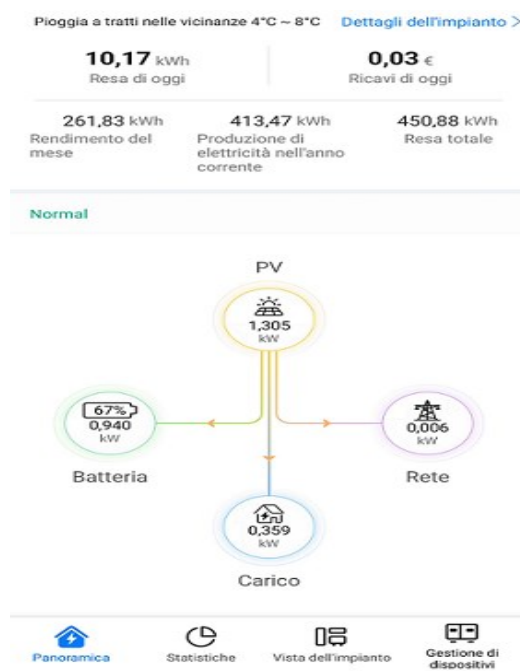 Pioggia a tratti nelle vicinanze 4°C ~ 8°C Dettagli dell'impianto >
10,17 kWh 0,03 €
Resa di oggi Ricavi di oggi
261,83 kWh 413,47 kWh 450,88 kWh
Rendimento del Produzione di Resa totale
mese elettricità nell'anno
corrente
Normal
PV
1,305
kW
67%
0,940
kW
0,006
kW
Batteria Rete
0,359
kW
Carico
Panoramica Statistiche Vista dell'impianto Gestione di
dispositivi